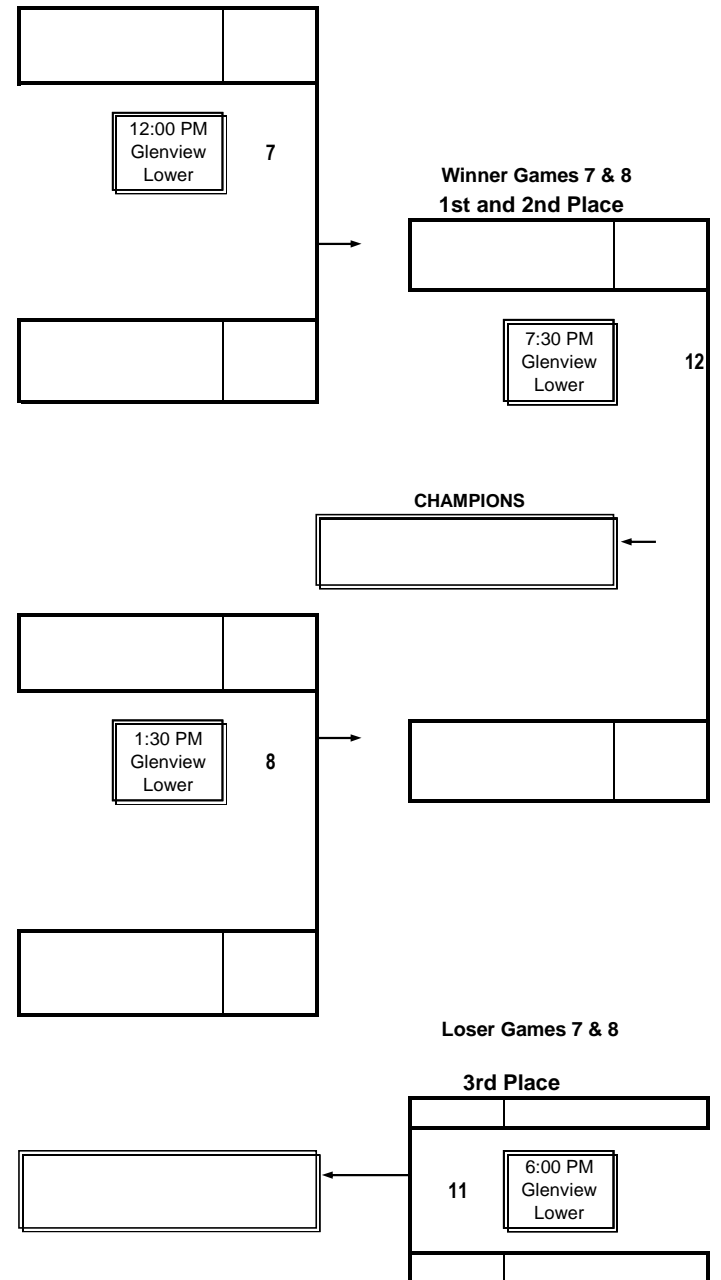 12:00 PM
Glenview
Lower
7
Winner Games 7 & 8
1st and 2nd Place
7:30 PM
Glenview
Lower
12
CHAMPIONS
1:30 PM
Glenview
Lower
8
Loser Games 7 & 8
3rd Place
11
6:00 PM
Glenview
Lower